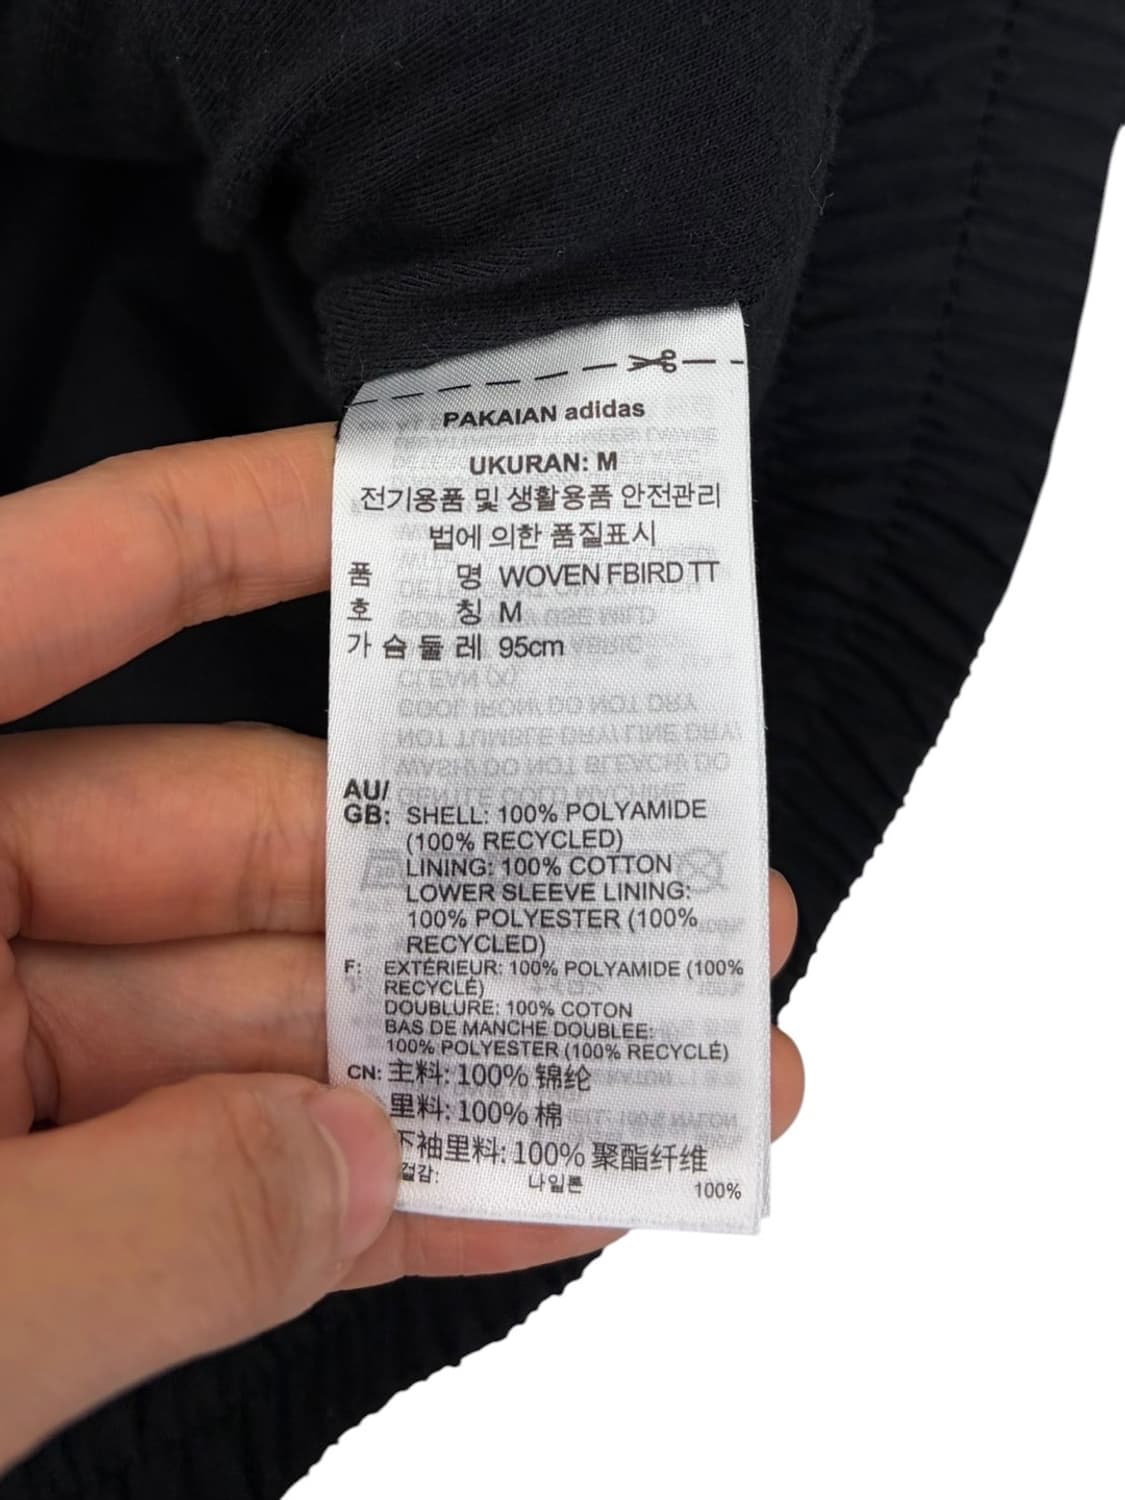 PAKAIAN adidas
UKURAN: M
전기용품 및 생활용품 안전관리
법에 의한 품질표시
품 명 WOVEN FBIRD TT
호 칭 M
가 슴 둘 레 95cm
AU/
GB: SHELL: 100% POLYAMIDE
(100% RECYCLED)
LINING: 100% COTTON
LOWER SLEEVE LINING:
100% POLYESTER (100%
RECYCLED)
F: EXTÉRIEUR: 100% POLYAMIDE (100%
RECYCLÉ)
DOUBLURE: 100% COTON
BAS DE MANCHE DOUBLEE:
100% POLYESTER (100% RECYCLÉ)
CN: 主料: 100% 锦纶
里料: 100% 棉
下袖里料: 100% 聚酯纤维
겉감: 나일론 100%